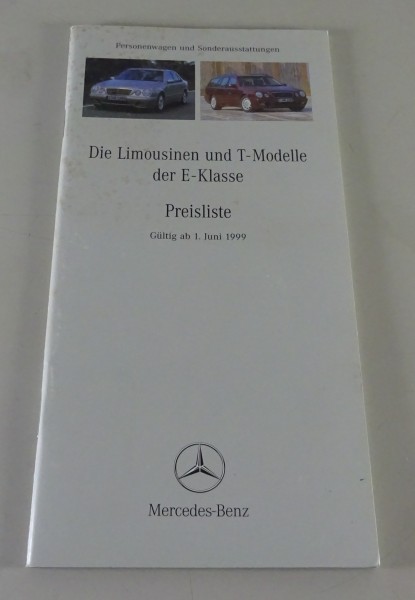 Personenwagen und Sonderausstattungen
Die Limousinen und T-Modelle
der E-Klasse
Preisliste
Gültig ab 1. Juni 1999
Mercedes-Benz